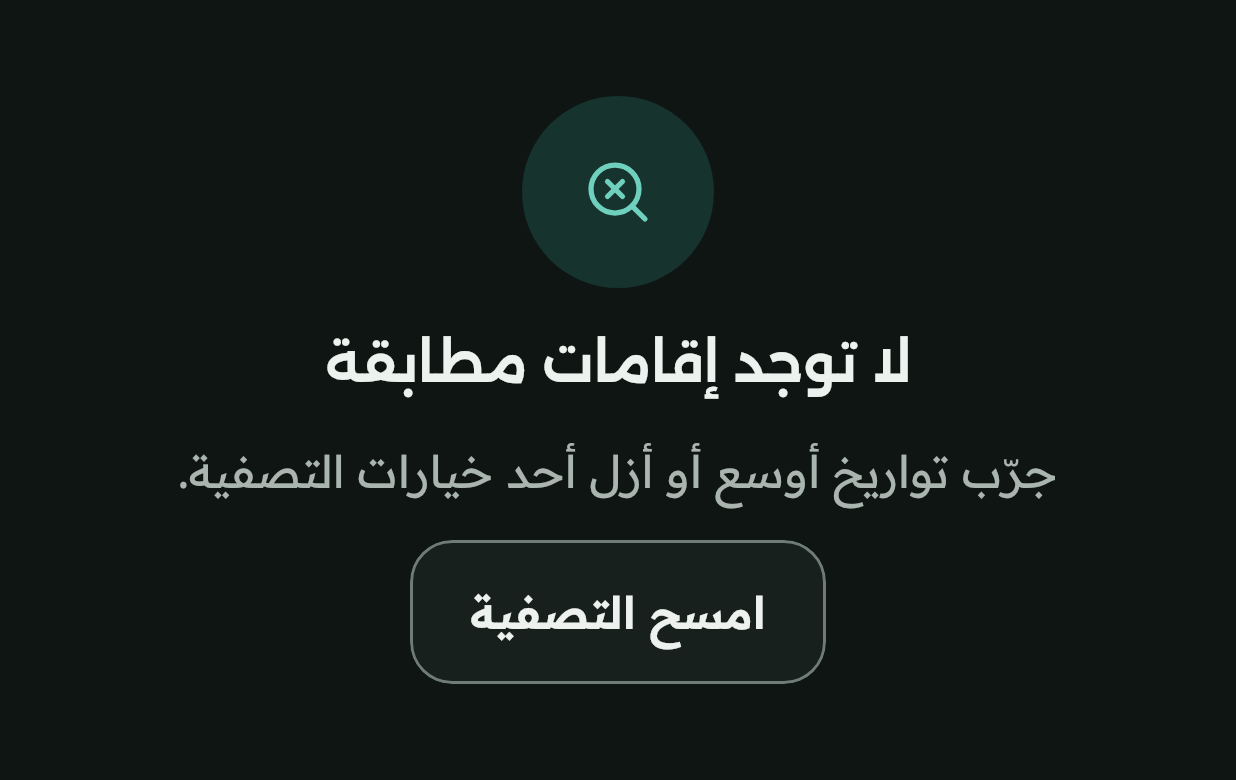 لا توجد إقامات مطابقة
جرّب تواريخ أوسع أو أزل أحد خيارات التصفية.
امسح التصفية